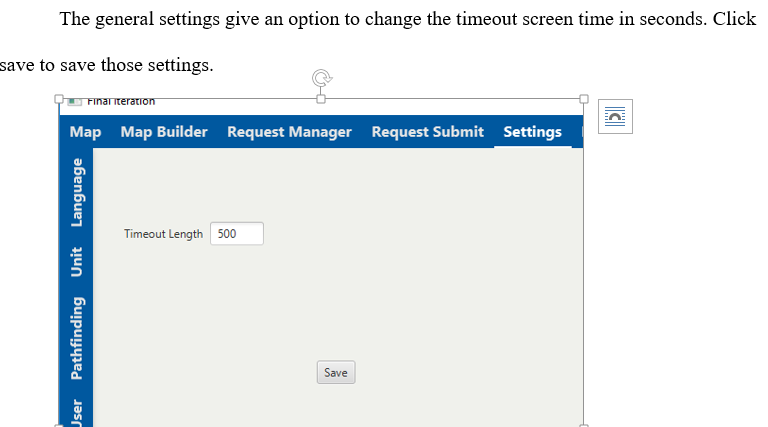 The general settings give an option to change the timeout screen time in seconds. Click
save to save those settings.
Final Iteration
Map Map Builder Request Manager Request Submit Settings
Language
Timeout Length 500
Unit
Pathfinding
Save
User